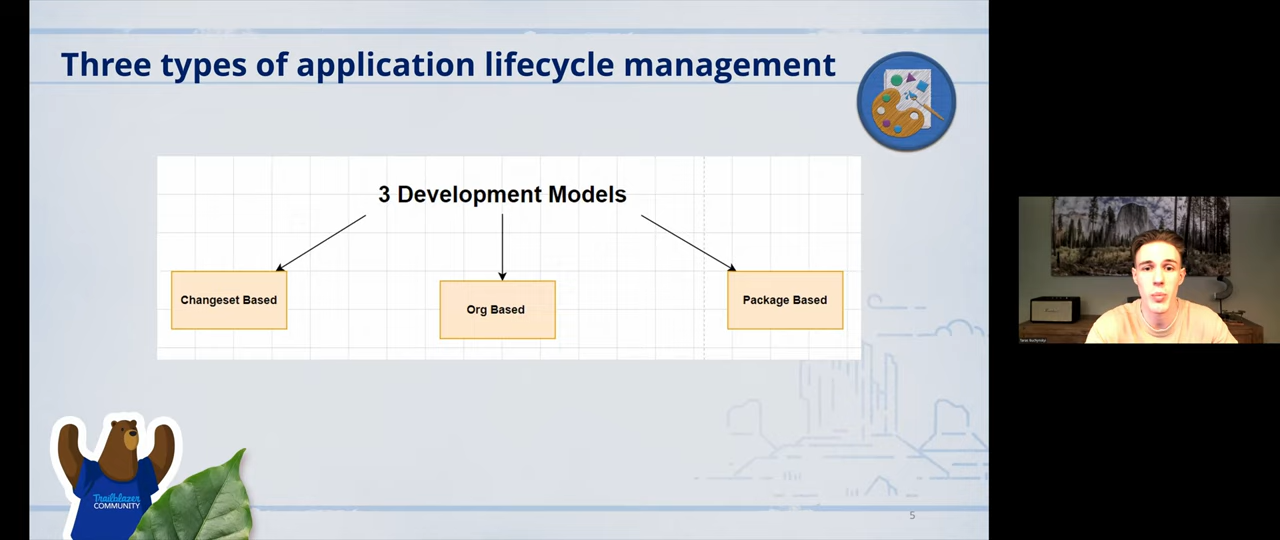 Three types of application lifecycle management
3 Development Models
Changeset Based
Org Based
Package Based
Trailblazer
COMMUNITY
5